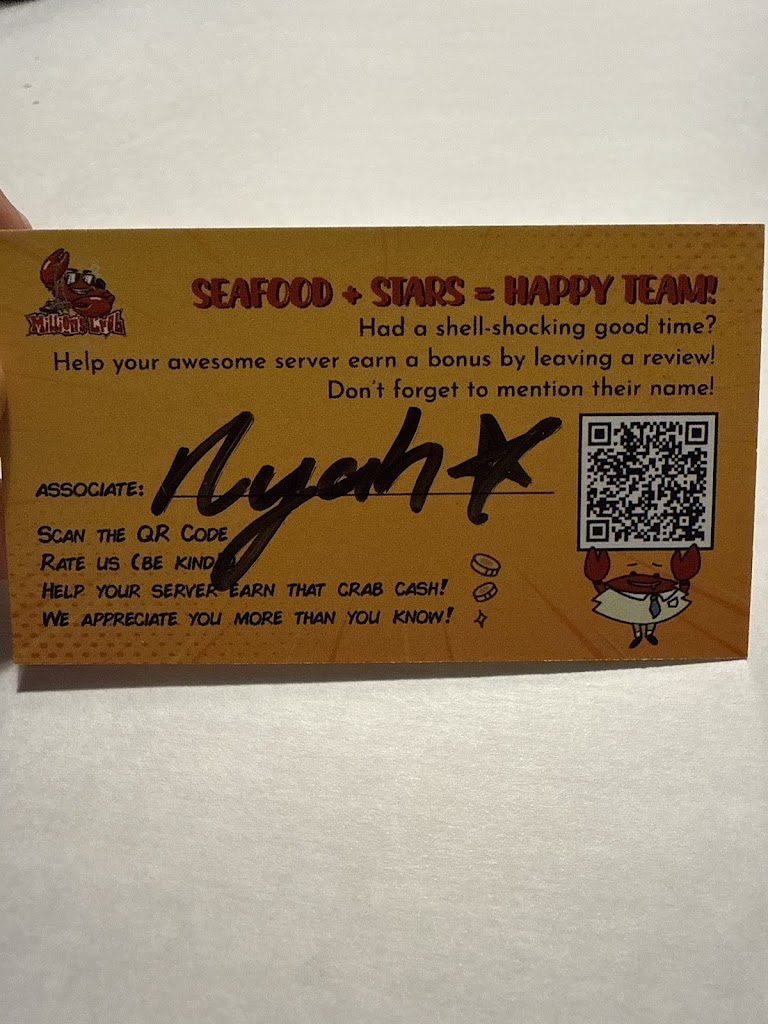 Million's Crab
SEAFOOD + STARS = HAPPY TEAM!
Had a shell-shocking good time?
Help your awesome server earn a bonus by leaving a review!
Don't forget to mention their name!
ASSOCIATE: Nyah
SCAN THE QR CODE
RATE US (BE KIND
HELP YOUR SERVER EARN THAT CRAB CASH!
WE APPRECIATE YOU MORE THAN YOU KNOW!